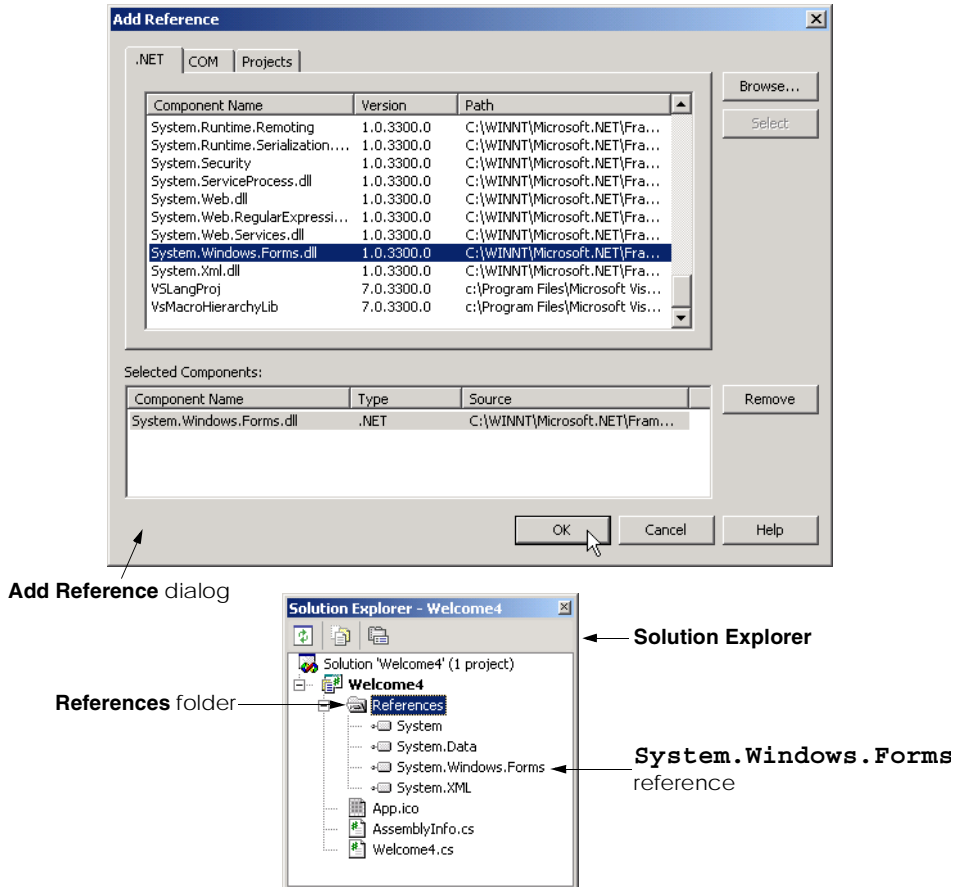 Add Reference
.NET COM Projects
Browse...
Component Name Version Path
Select
System.Runtime.Remoting 1.0.3300.0 C:\WINNT\Microsoft.NET\Fra...
System.Runtime.Serialization.... 1.0.3300.0 C:\WINNT\Microsoft.NET\Fra...
System.Security 1.0.3300.0 C:\WINNT\Microsoft.NET\Fra...
System.ServiceProcess.dll 1.0.3300.0 C:\WINNT\Microsoft.NET\Fra...
System.Web.dll 1.0.3300.0 C:\WINNT\Microsoft.NET\Fra...
System.Web.RegularExpressi... 1.0.3300.0 C:\WINNT\Microsoft.NET\Fra...
System.Web.Services.dll 1.0.3300.0 C:\WINNT\Microsoft.NET\Fra...
System.Windows.Forms.dll 1.0.3300.0 C:\WINNT\Microsoft.NET\Fra...
System.Xml.dll 1.0.3300.0 C:\WINNT\Microsoft.NET\Fra...
VSLangProj 7.0.3300.0 c:\Program Files\Microsoft Vis...
VsMacroHierarchyLib 7.0.3300.0 c:\Program Files\Microsoft Vis...
Selected Components:
Component Name Type Source
Remove
System.Windows.Forms.dll .NET C:\WINNT\Microsoft.NET\Fram...
OK Cancel Help
Add Reference dialog
Solution Explorer - Welcome4
Solution Explorer
Solution 'Welcome4' (1 project)
Welcome4
References folder
References
System
System.Data
System.Windows.Forms
System.Windows.Forms
reference
System.XML
App.ico
AssemblyInfo.cs
Welcome4.cs